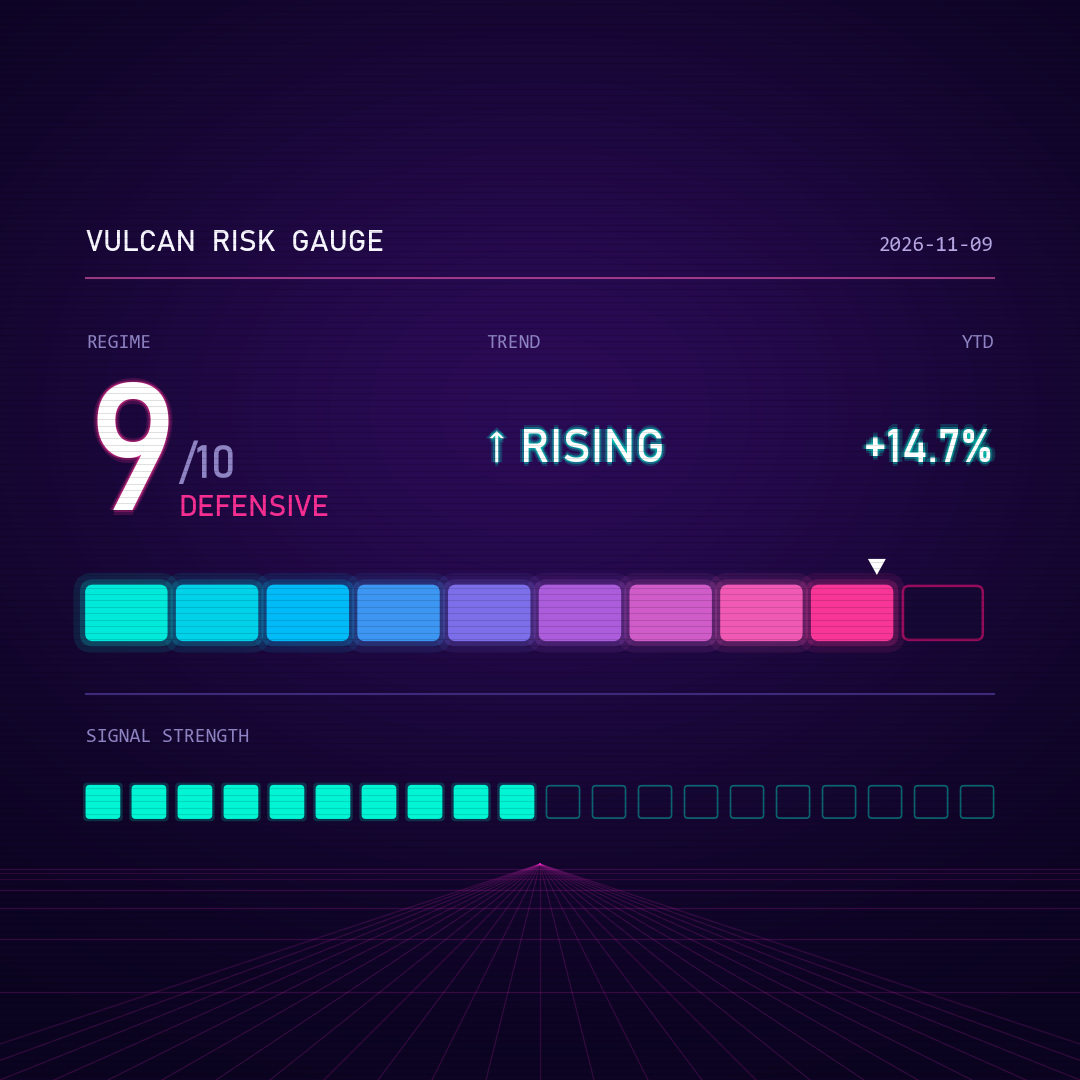 VULCAN RISK GAUGE
2026-11-09
REGIME
TREND
YTD
9/10
DEFENSIVE
↑ RISING
+14.7%
SIGNAL STRENGTH